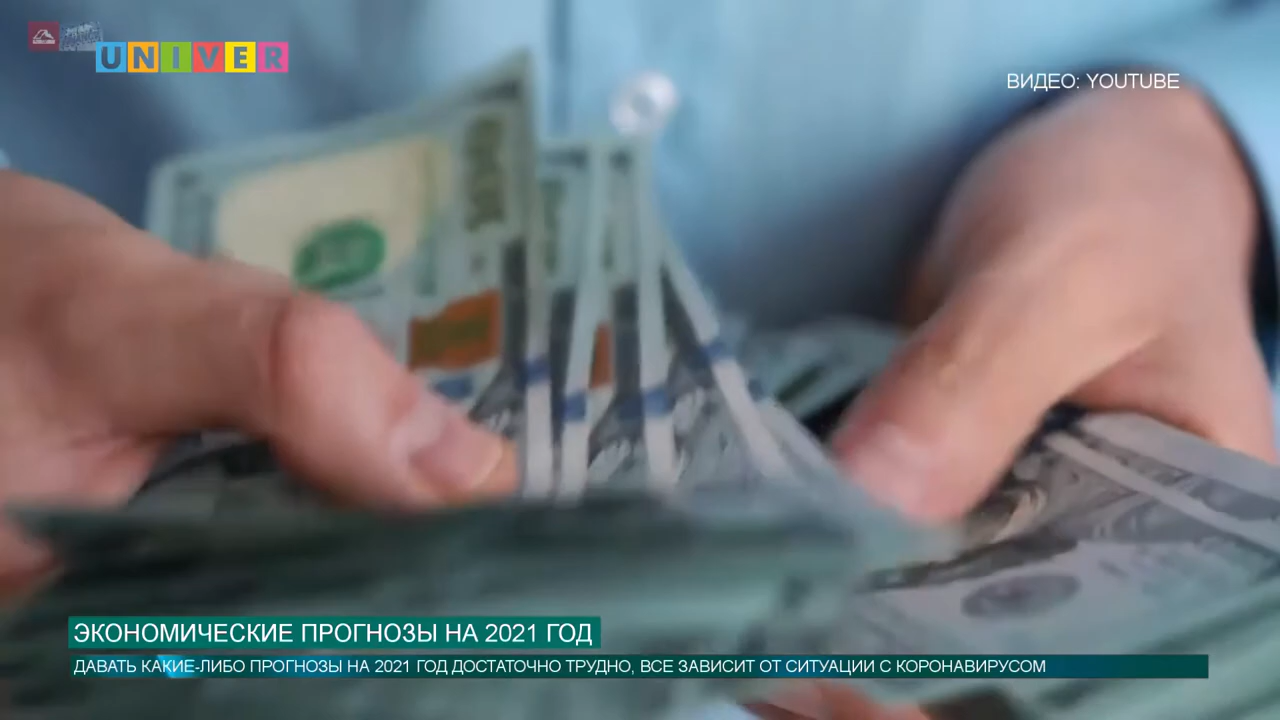 UNIVER
ВИДЕО: YOUTUBE
ЭКОНОМИЧЕСКИЕ ПРОГНОЗЫ НА 2021 ГОД
ДАВАТЬ КАКИЕ-ЛИБО ПРОГНОЗЫ НА 2021 ГОД ДОСТАТОЧНО ТРУДНО, ВСЕ ЗАВИСИТ ОТ СИТУАЦИИ С КОРОНАВИРУСОМ